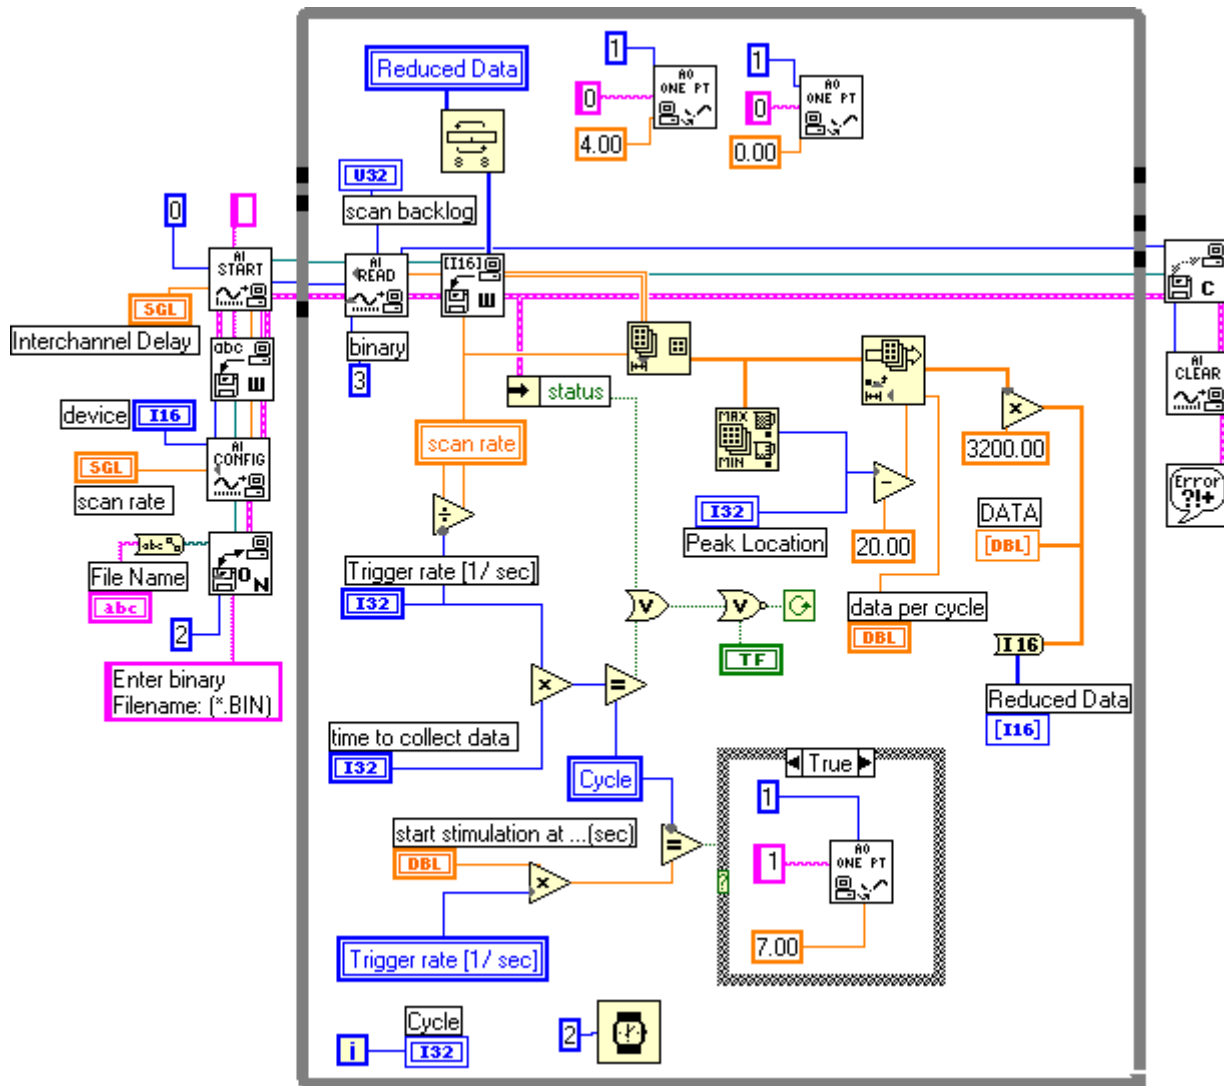 Reduced Data
1
AO
ONE PT
0
4.00
1
AO
ONE PT
0
0.00
U32
scan backlog
0
AI
START
SGL
Interchannel Delay
AI
READ
binary
3
[I16]
W
C
abc
W
device
I16
AI
CONFIG
SGL
scan rate
abc
File Name
abc
O
N
2
Enter binary
Filename: (*.BIN)
status
scan rate
÷
MAX
MIN
I32
Peak Location
-
20.00
x
3200.00
AI
CLEAR
Error
?!+
DATA
[DBL]
Trigger rate [1/ sec]
I32
V
V
TF
data per cycle
DBL
I16
Reduced Data
[I16]
x
=
time to collect data
I32
Cycle
start stimulation at ...(sec)
DBL
x
=
Trigger rate [1/ sec]
True
1
AO
ONE PT
1
7.00
?
Cycle
i
I32
2